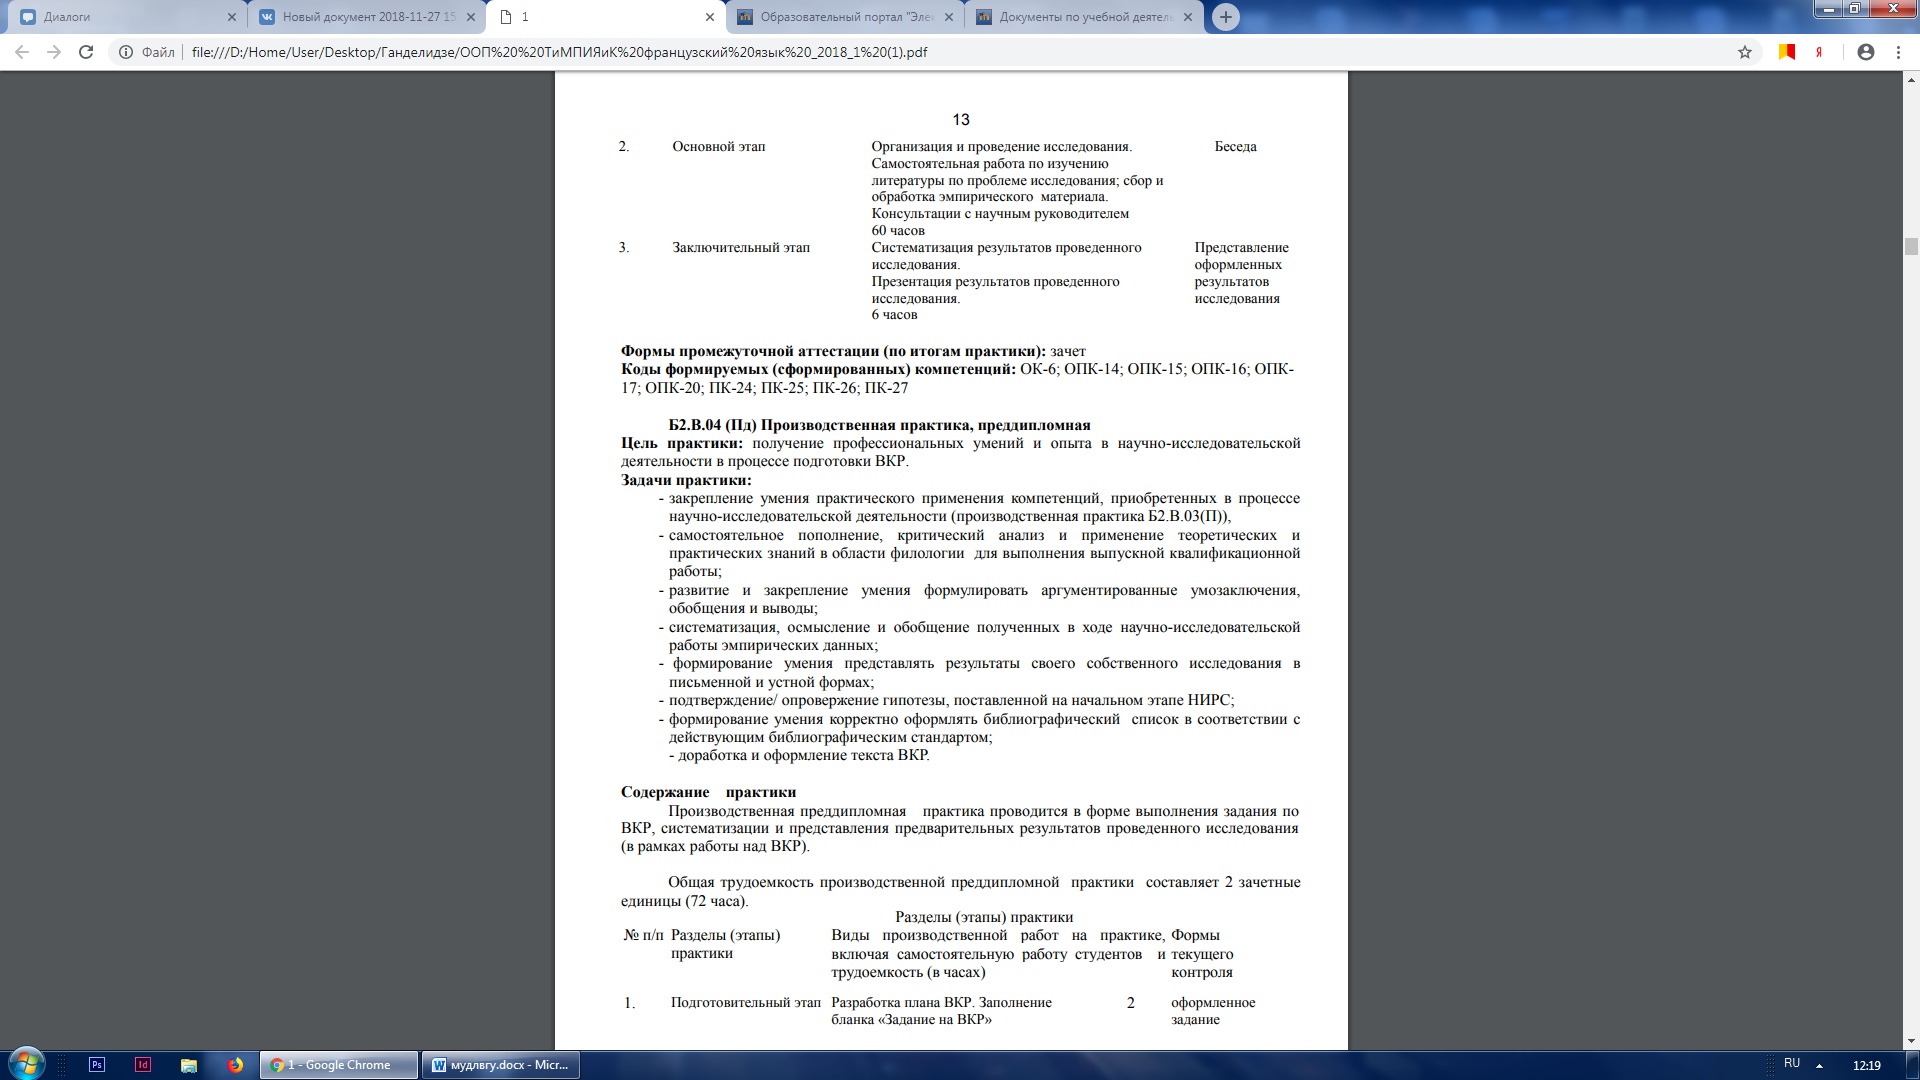 Диалоги
Новый документ 2018-11-27 15
1
Образовательный портал "Элек
Документы по учебной деятель
Файл
file:///D:/Home/User/Desktop/Ганделидзе/ООП%20%20ТиМПИЯиК%20французский%20язык%20_2018_1%20(1).pdf
13
2. Основной этап Организация и проведение исследования. Беседа
Самостоятельная работа по изучению
литературы по проблеме исследования; сбор и
обработка эмпирического материала.
Консультации с научным руководителем
60 часов
3. Заключительный этап Систематизация результатов проведенного Представление
исследования. оформленных
Презентация результатов проведенного результатов
исследования. исследования
6 часов
Формы промежуточной аттестации (по итогам практики): зачет
Коды формируемых (сформированных) компетенций: ОК-6; ОПК-14; ОПК-15; ОПК-16; ОПК-
17; ОПК-20; ПК-24; ПК-25; ПК-26; ПК-27
Б2.В.04 (Пд) Производственная практика, преддипломная
Цель практики: получение профессиональных умений и опыта в научно-исследовательской
деятельности в процессе подготовки ВКР.
Задачи практики:
- закрепление умения практического применения компетенций, приобретенных в процессе
научно-исследовательской деятельности (производственная практика Б2.В.03(П)),
- самостоятельное пополнение, критический анализ и применение теоретических и
практических знаний в области филологии для выполнения выпускной квалификационной
работы;
- развитие и закрепление умения формулировать аргументированные умозаключения,
обобщения и выводы;
- систематизация, осмысление и обобщение полученных в ходе научно-исследовательской
работы эмпирических данных;
- формирование умения представлять результаты своего собственного исследования в
письменной и устной формах;
- подтверждение/ опровержение гипотезы, поставленной на начальном этапе НИРС;
- формирование умения корректно оформлять библиографический список в соответствии с
действующим библиографическим стандартом;
- доработка и оформление текста ВКР.
Содержание практики
Производственная преддипломная практика проводится в форме выполнения задания по
ВКР, систематизации и представления предварительных результатов проведенного исследования
(в рамках работы над ВКР).
Общая трудоемкость производственной преддипломной практики составляет 2 зачетные
единицы (72 часа).
Разделы (этапы) практики
№ п/п Разделы (этапы) Виды производственной работ на практике, Формы
практики включая самостоятельную работу студентов и текущего
трудоемкость (в часах) контроля
1. Подготовительный этап Разработка плана ВКР. Заполнение 2 оформленное
бланка «Задание на ВКР» задание
Ps
Id
1 - Google Chrome
мудлвгу.docx - Micr...
RU
12:19